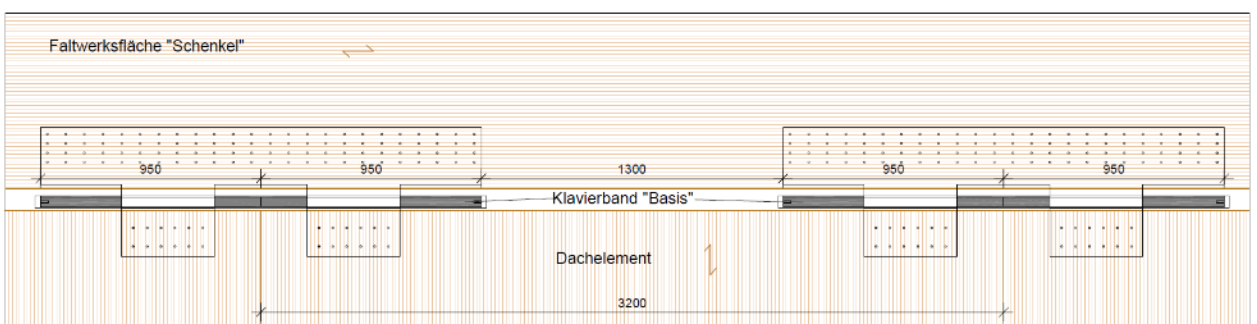 Faltwerksfläche "Schenkel"
950 950 1300 950 950
Klavierband "Basis"
Dachelement
3200